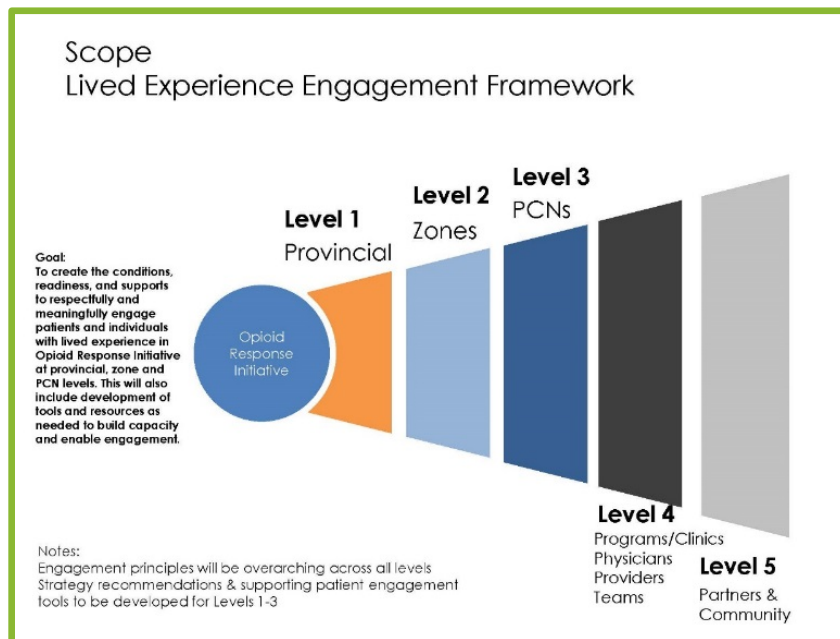 Scope
Lived Experience Engagement Framework
Level 1
Provincial
Level 2
Zones
Level 3
PCNs
Goal:
To create the conditions,
readiness, and supports
to respectfully and
meaningfully engage
patients and individuals
with lived experience in
Opioid Response Initiative
at provincial, zone and
PCN levels. This will also
include development of
tools and resources as
needed to build capacity
and enable engagement.
Opioid
Response
Initiative
Level 4
Programs/Clinics
Physicians
Providers
Teams
Level 5
Partners &
Community
Notes:
Engagement principles will be overarching across all levels
Strategy recommendations & supporting patient engagement
tools to be developed for Levels 1-3